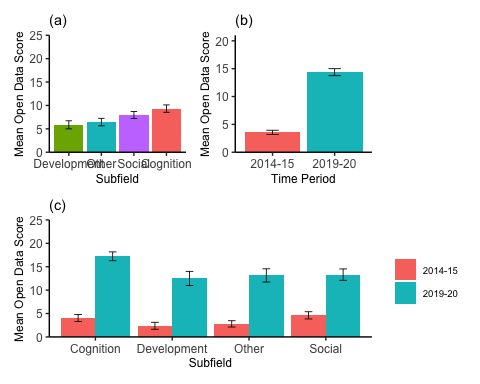 (a)
Mean Open Data Score
25
20
15
10
5
0
Development
Other
Social
Cognition
Subfield
(b)
Mean Open Data Score
20
15
10
5
0
2014-15
2019-20
Time Period
(c)
Mean Open Data Score
25
20
15
10
5
0
Cognition
Development
Other
Social
Subfield
2014-15
2019-20